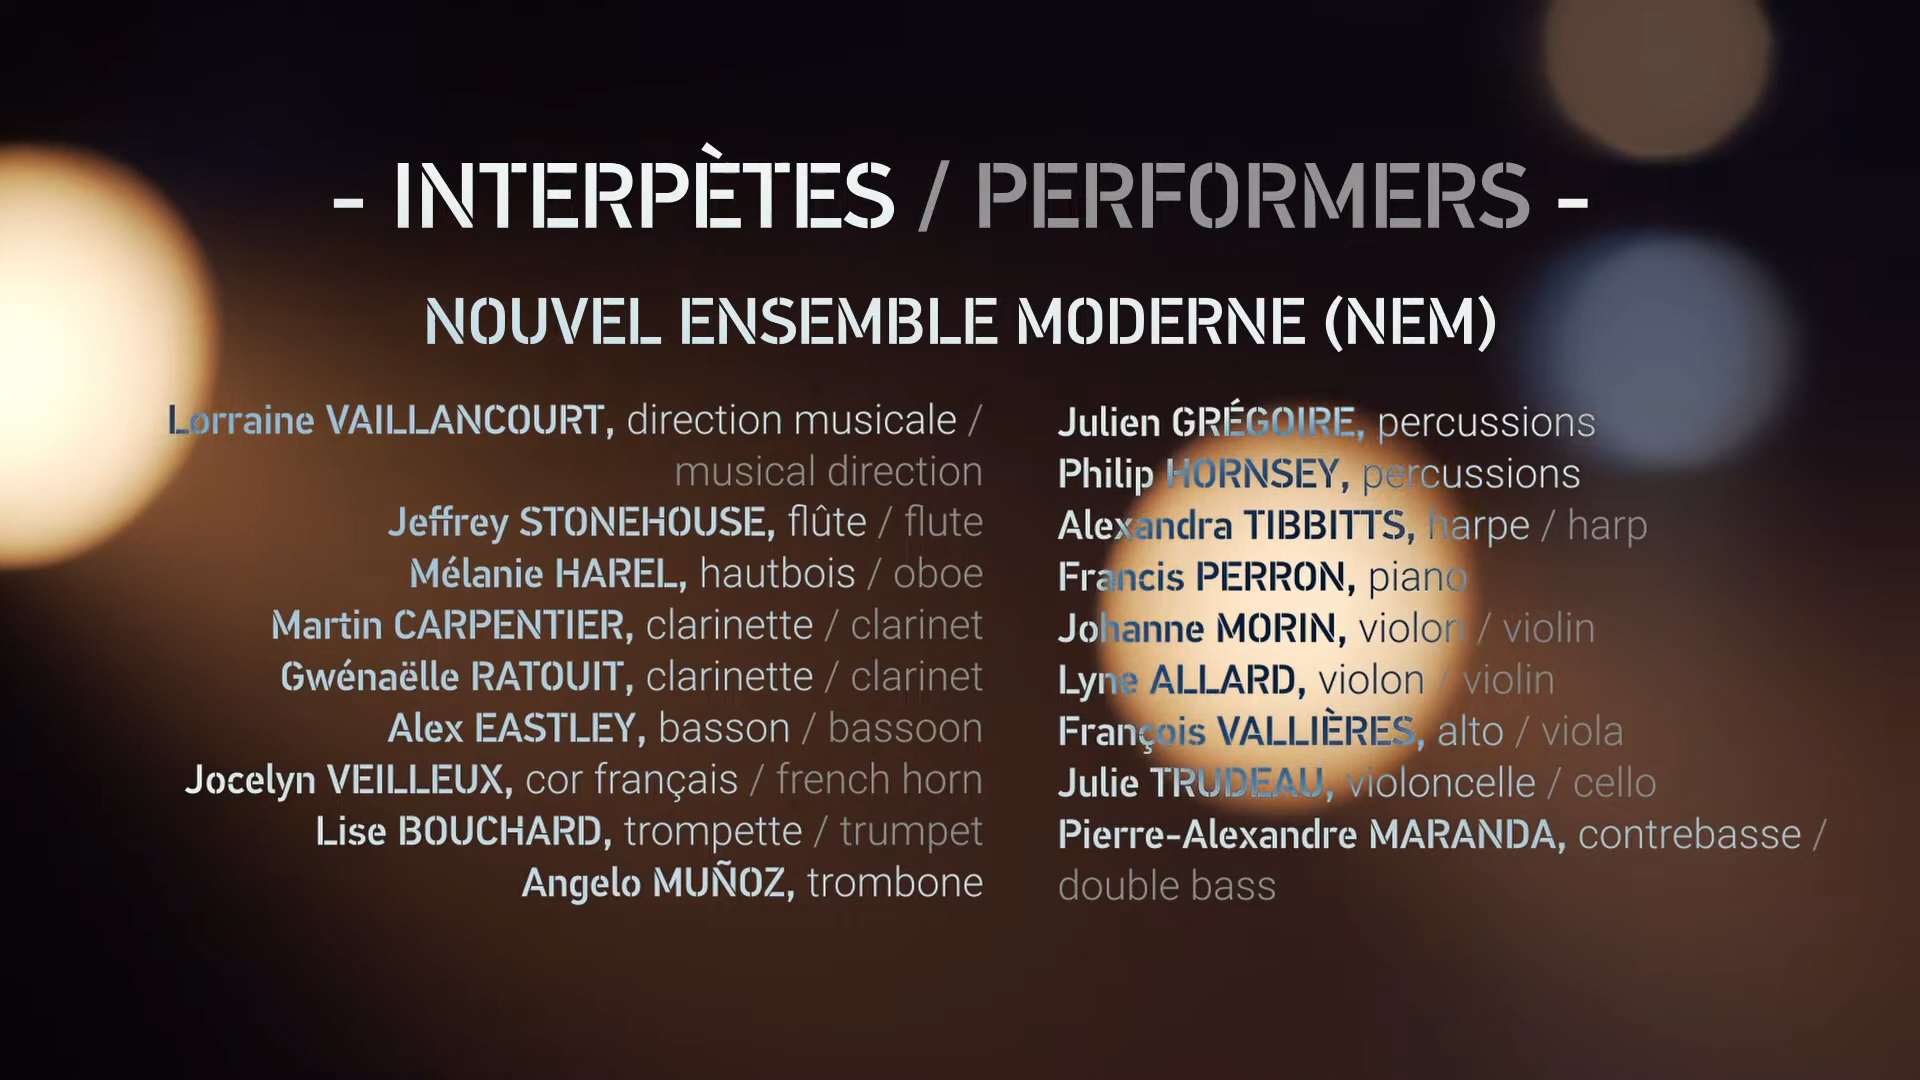 - INTERPÈTES / PERFORMERS -
NOUVEL ENSEMBLE MODERNE (NEM)
Lorraine VAILLANCOURT, direction musicale /
musical direction
Jeffrey STONEHOUSE, flûte / flute
Mélanie HAREL, hautbois / oboe
Martin CARPENTIER, clarinette / clarinet
Gwénaëlle RATOUIT, clarinette / clarinet
Alex EASTLEY, basson / bassoon
Jocelyn VEILLEUX, cor français / french horn
Lise BOUCHARD, trompette / trumpet
Angelo MUÑOZ, trombone
Julien GRÉGOIRE, percussions
Philip HORNSEY, percussions
Alexandra TIBBITTS, harpe / harp
Francis PERRON, piano
Johanne MORIN, violon / violin
Lyne ALLARD, violon / violin
François VALLIÈRES, alto / viola
Julie TRUDEAU, violoncelle / cello
Pierre-Alexandre MARANDA, contrebasse /
double bass